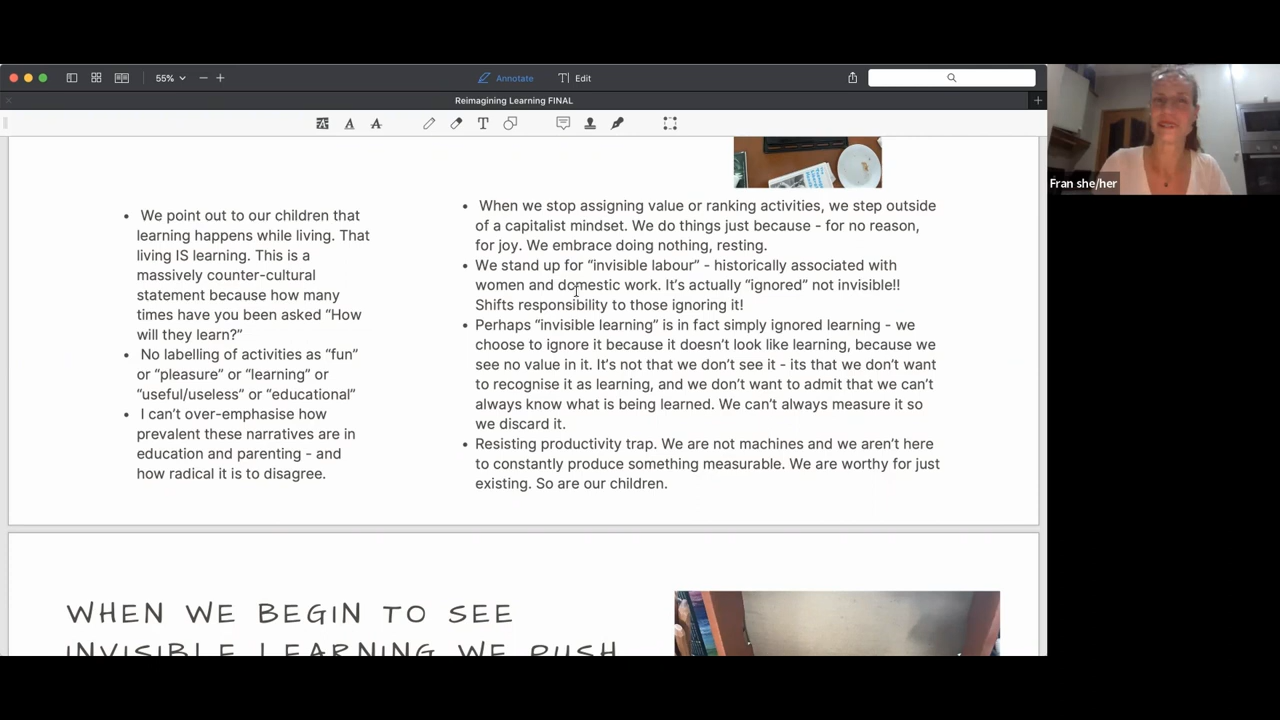 55%
Annotate
Edit
Reimagining Learning FINAL
We point out to our children that
learning happens while living. That
living IS learning. This is a
massively counter-cultural
statement because how many
times have you been asked “How
will they learn?”
No labelling of activities as “fun”
or “pleasure” or “learning” or
“useful/useless” or “educational”
I can’t over-emphasise how
prevalent these narratives are in
education and parenting - and
how radical it is to disagree.
When we stop assigning value or ranking activities, we step outside
of a capitalist mindset. We do things just because - for no reason,
for joy. We embrace doing nothing, resting.
We stand up for “invisible labour” - historically associated with
women and domestic work. It’s actually “ignored” not invisible!!
Shifts responsibility to those ignoring it!
Perhaps “invisible learning” is in fact simply ignored learning - we
choose to ignore it because it doesn’t look like learning, because we
see no value in it. It’s not that we don’t see it - its that we don’t want
to recognise it as learning, and we don’t want to admit that we can’t
always know what is being learned. We can’t always measure it so
we discard it.
Resisting productivity trap. We are not machines and we aren’t here
to constantly produce something measurable. We are worthy for just
existing. So are our children.
WHEN WE BEGIN TO SEE
INVISIBLE LEARNING WE PUSH
Fran she/her